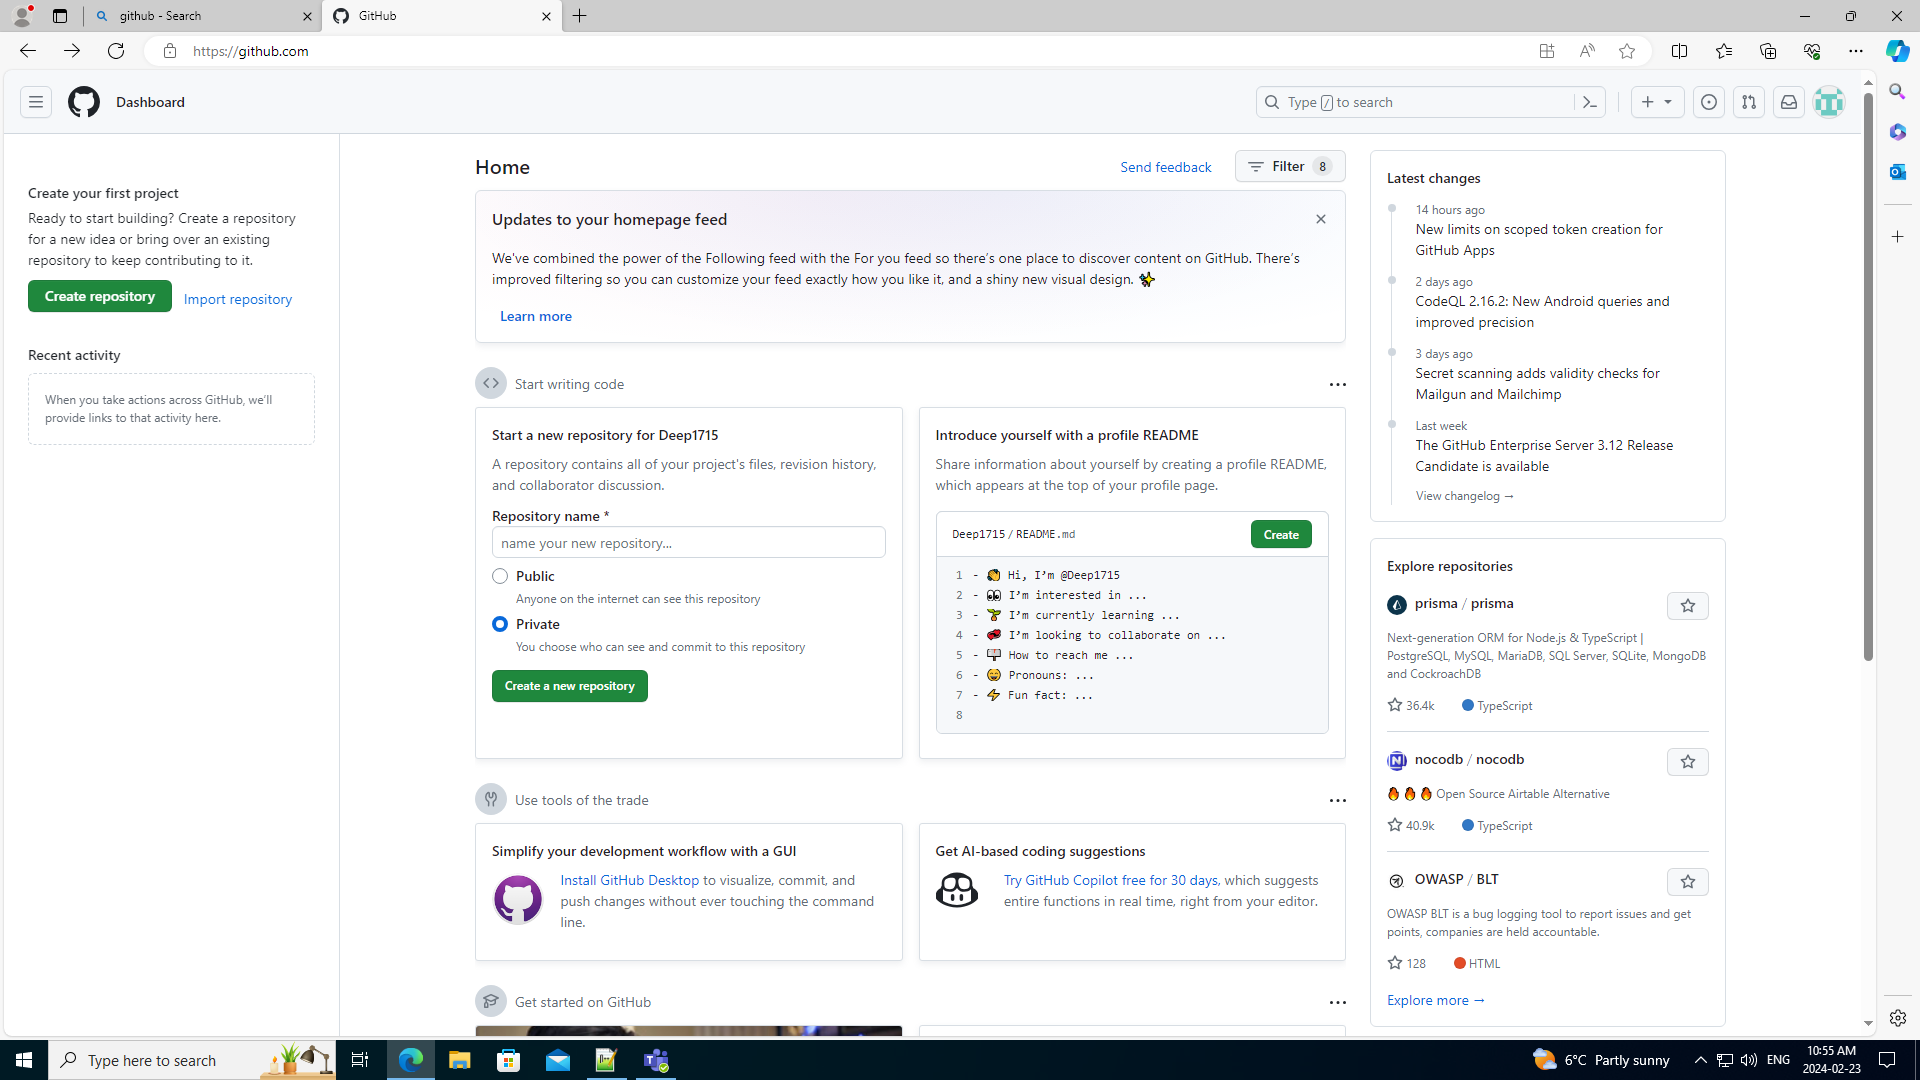 github - Search
GitHub
https://github.com
Dashboard
Type / to search
Create your first project
Ready to start building? Create a repository
for a new idea or bring over an existing
repository to keep contributing to it.
Create repository
Import repository
Recent activity
When you take actions across GitHub, we'll
provide links to that activity here.
Home
Send feedback
Filter 8
Updates to your homepage feed
We've combined the power of the Following feed with the For you feed so there's one place to discover content on GitHub. There's
improved filtering so you can customize your feed exactly how you like it, and a shiny new visual design. ✨
Learn more
Start writing code
Start a new repository for Deep1715
A repository contains all of your project's files, revision history,
and collaborator discussion.
Repository name *
name your new repository...
Public
Anyone on the internet can see this repository
Private
You choose who can see and commit to this repository
Create a new repository
Introduce yourself with a profile README
Share information about yourself by creating a profile README,
which appears at the top of your profile page.
Deep1715 / README.md
Create
1 - 👋 Hi, I'm @Deep1715
2 - 👀 I'm interested in ...
3 - 🌱 I'm currently learning ...
4 - 💞️ I'm looking to collaborate on ...
5 - 📫 How to reach me ...
6 - 😄 Pronouns: ...
7 - ⚡ Fun fact: ...
8
Use tools of the trade
Simplify your development workflow with a GUI
Install GitHub Desktop to visualize, commit, and
push changes without ever touching the command
line.
Get AI-based coding suggestions
Try GitHub Copilot free for 30 days, which suggests
entire functions in real time, right from your editor.
Get started on GitHub
Latest changes
14 hours ago
New limits on scoped token creation for
GitHub Apps
2 days ago
CodeQL 2.16.2: New Android queries and
improved precision
3 days ago
Secret scanning adds validity checks for
Mailgun and Mailchimp
Last week
The GitHub Enterprise Server 3.12 Release
Candidate is available
View changelog →
Explore repositories
prisma / prisma
Next-generation ORM for Node.js & TypeScript |
PostgreSQL, MySQL, MariaDB, SQL Server, SQLite, MongoDB
and CockroachDB
36.4k TypeScript
nocodb / nocodb
🔥 🔥 🔥 Open Source Airtable Alternative
40.9k TypeScript
OWASP / BLT
OWASP BLT is a bug logging tool to report issues and get
points, companies are held accountable.
128 HTML
Explore more →
Type here to search
6°C Partly sunny
ENG
10:55 AM
2024-02-23